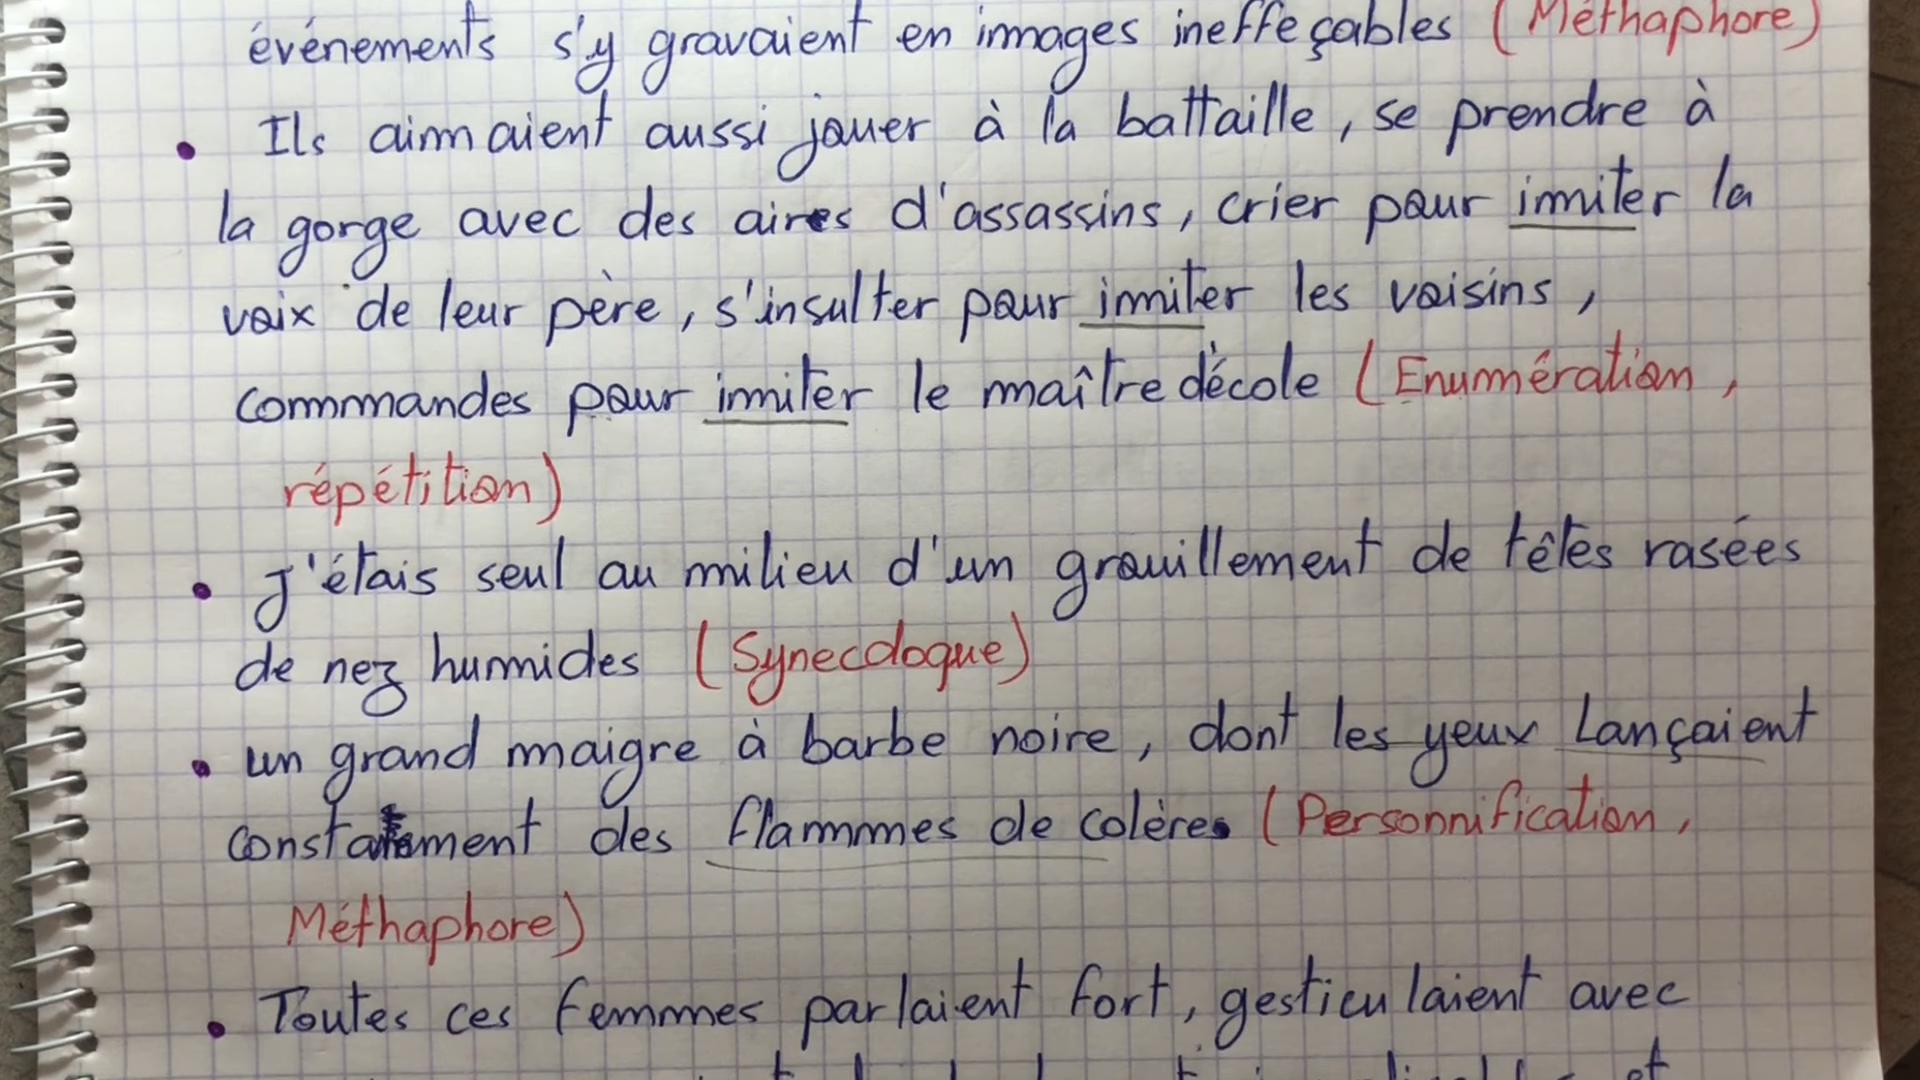 événements s'y gravaient en images ineffeçables (Méthaphore)
• Ils aimaient aussi jouer à la battaille, se prendre à
la gorge avec des aires d'assassins, crier pour imiter la
voix de leur père, s'insulter pour imiter les voisins,
commandes pour imiter le maître décole (Enumération,
répétition)
• J'étais seul au milieu d'un grouillement de têtes rasées
de nez humides (Synecdoque)
• un grand maigre à barbe noire, dont les yeux Lançaient
constatement des flammes de colères (Personnification,
Méthaphore)
• Toutes ces femmes parlaient fort, gesticulaient avec